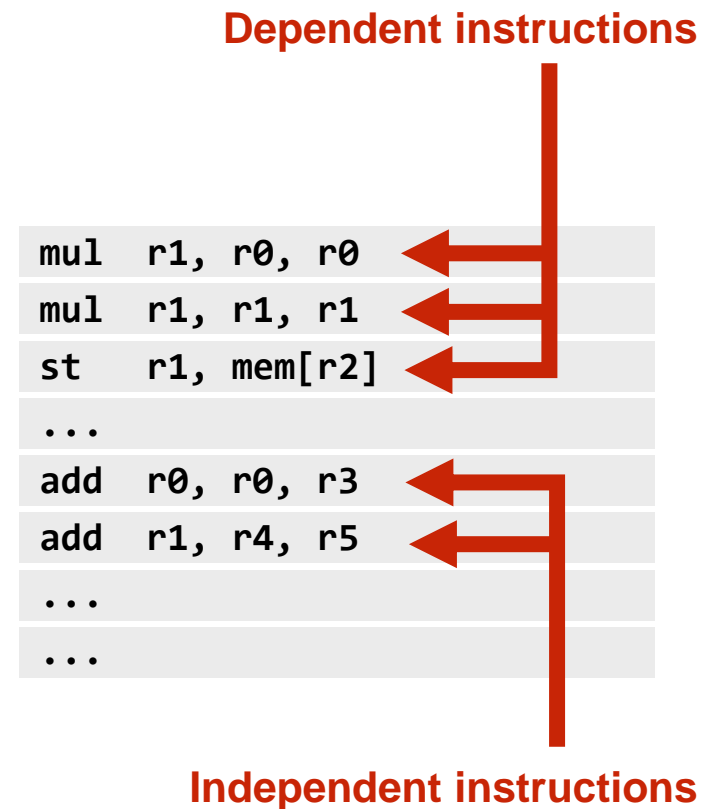 Dependent instructions
mul r1, r0, r0
mul r1, r1, r1
st r1, mem[r2]
...
add r0, r0, r3
add r1, r4, r5
...
...
Independent instructions